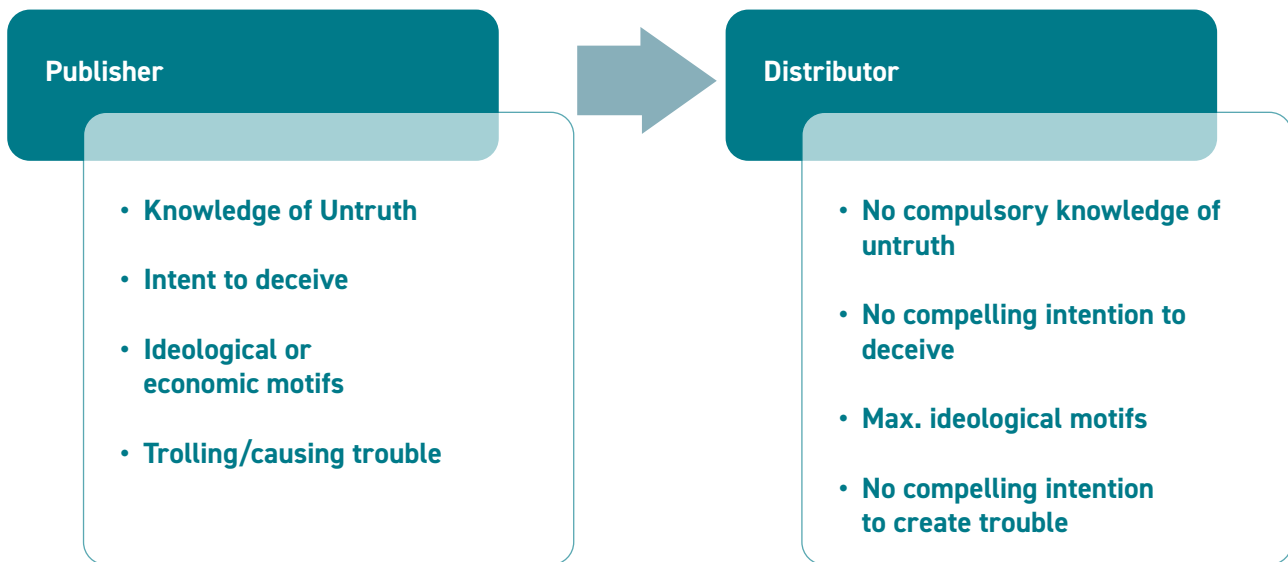 Publisher
• Knowledge of Untruth
• Intent to deceive
• Ideological or
economic motifs
• Trolling/causing trouble
Distributor
• No compulsory knowledge of
untruth
• No compelling intention to
deceive
• Max. ideological motifs
• No compelling intention
to create trouble